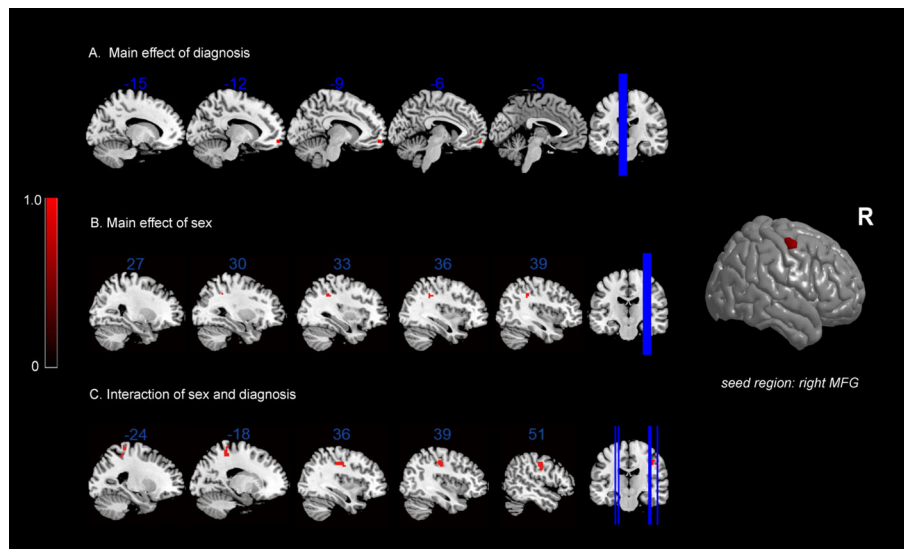 A. Main effect of diagnosis
-15 -12 -9 -6 -3
1.0
0
B. Main effect of sex
27 30 33 36 39
R
seed region: right MFG
C. Interaction of sex and diagnosis
-24 -18 36 39 51